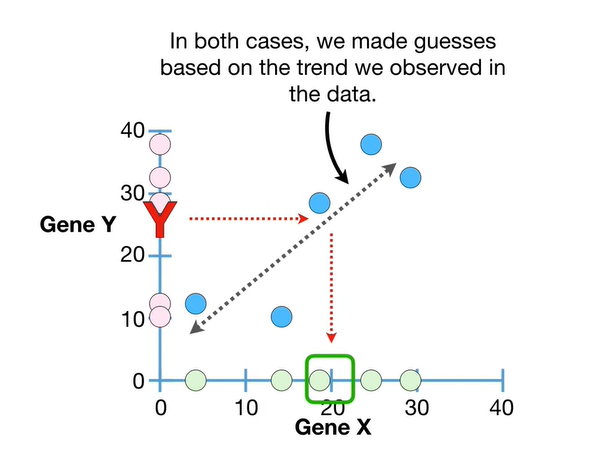 In both cases, we made guesses
based on the trend we observed in
the data.
40
30
Y
Gene Y
20
10
0
0 10 20 30 40
Gene X